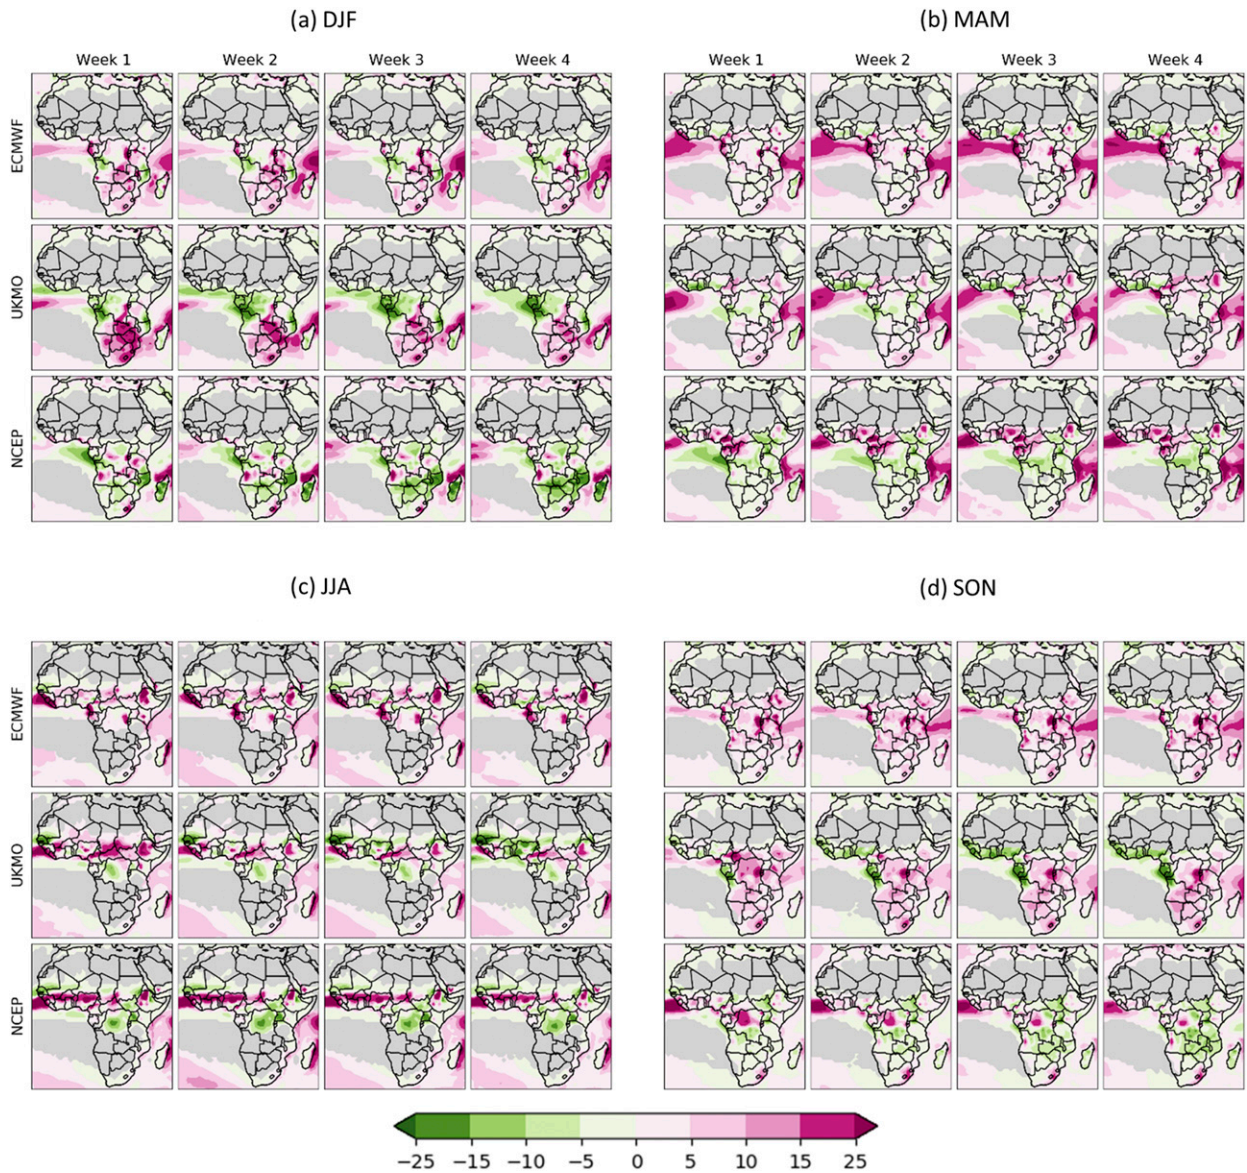 (a) DJF
(b) MAM
Week 1 Week 2 Week 3 Week 4
Week 1 Week 2 Week 3 Week 4
ECMWF
UKMO
NCEP
(c) JJA
(d) SON
ECMWF
UKMO
NCEP
−25 −15 −10 −5 0 5 10 15 25